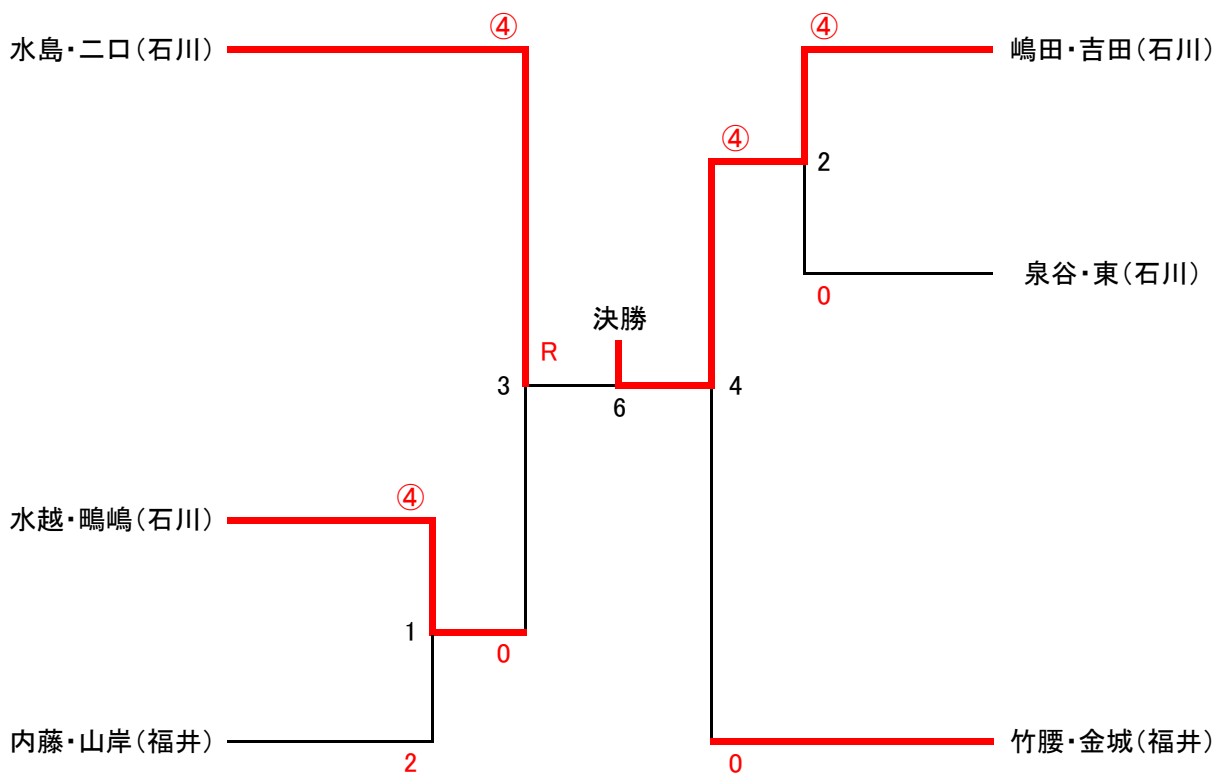 ④ ④
水島・二口(石川) 嶋田・吉田(石川)
④
2
泉谷・東(石川)
0
決勝
R
3 4
6
④
水越・鴫嶋(石川)
1
0
内藤・山岸(福井) 竹腰・金城(福井)
2 0